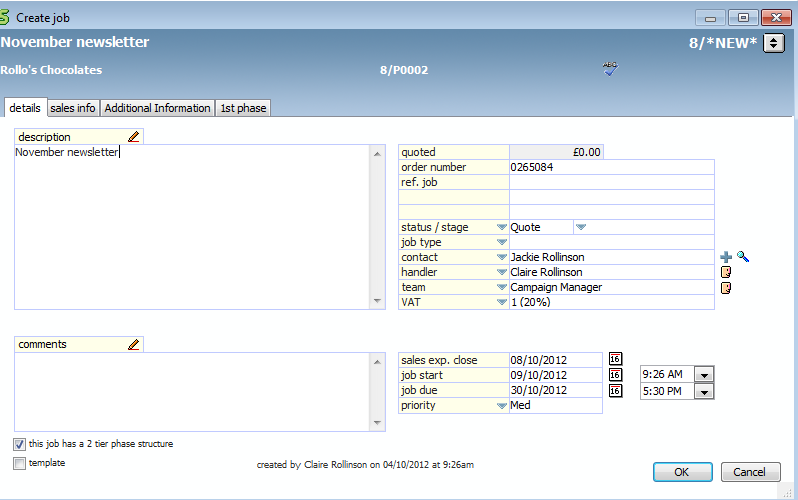 Create job
November newsletter 8/*NEW*
Rollo's Chocolates 8/P0002 ABC
details sales info Additional Information 1st phase
description
November newsletter
quoted £0.00
order number 0265084
ref. job
status / stage Quote
job type
contact Jackie Rollinson
handler Claire Rollinson
team Campaign Manager
VAT 1 (20%)
comments
sales exp. close 08/10/2012 16
job start 09/10/2012 16 9:26 AM
job due 30/10/2012 16 5:30 PM
priority Med
this job has a 2 tier phase structure
template
created by Claire Rollinson on 04/10/2012 at 9:26am
OK Cancel